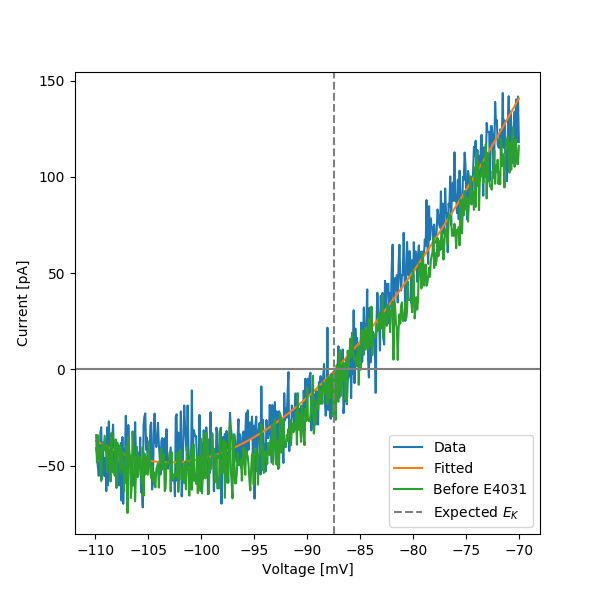 150
100
50
0
−50
Current [pA]
−110
−105
−100
−95
−90
−85
−80
−75
−70
Voltage [mV]
Data
Fitted
Before E4031
Expected E_K